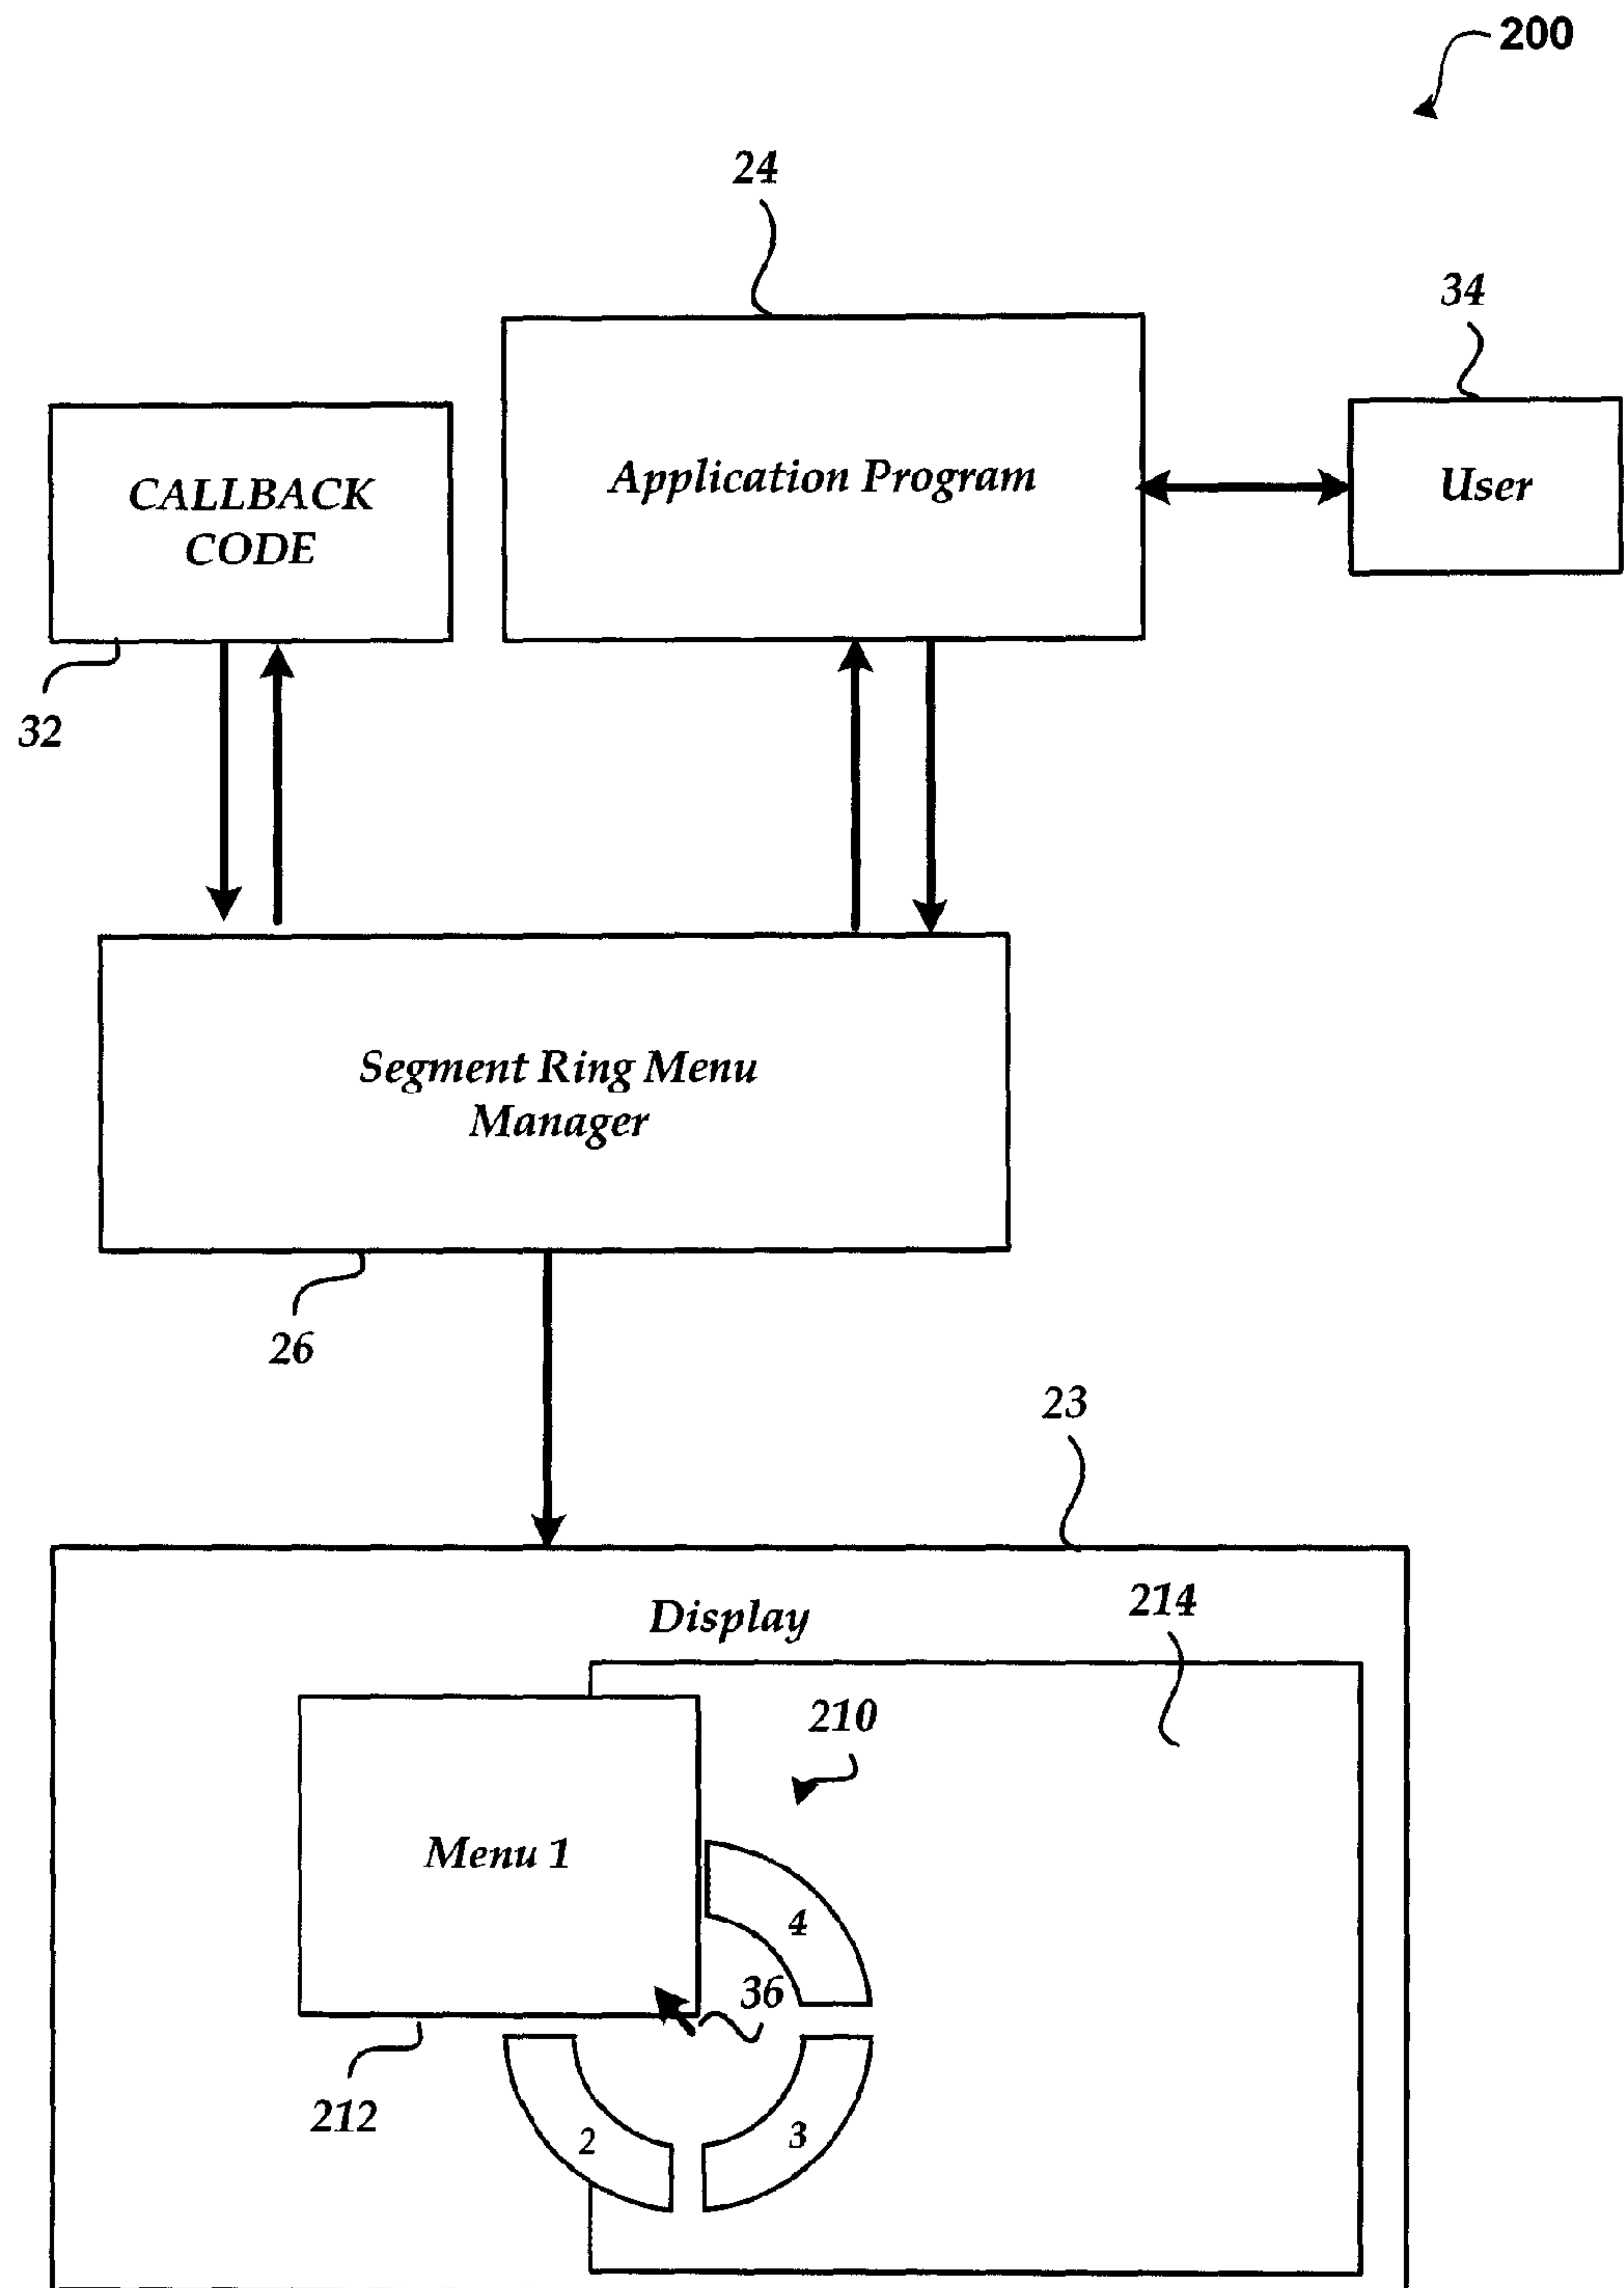 200
24
34
CALLBACK
CODE
Application Program
User
32
Segment Ring Menu
Manager
26
23
Display
214
210
Menu 1
4
36
212
2
3